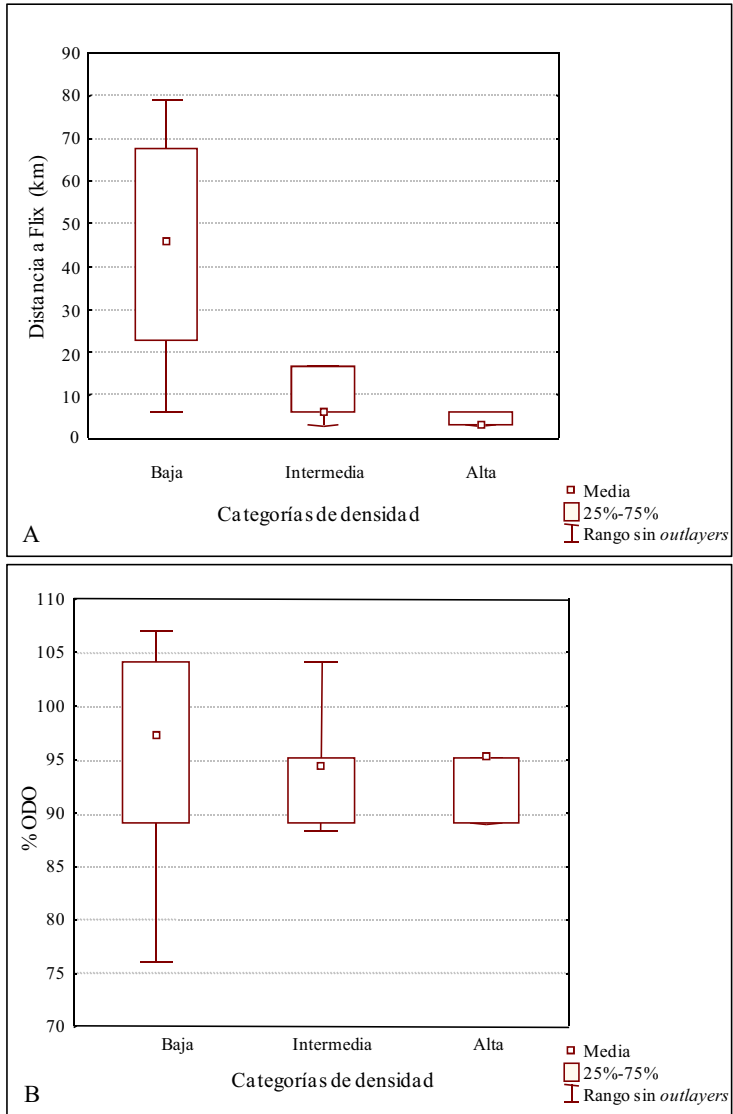 90
80
70
60
50
40
30
20
10
0
Distancia a Flix (km)
Baja Intermedia Alta
Categorías de densidad
A
Media
25%-75%
Rango sin outlayers
110
105
100
95
90
85
80
75
70
% ODO
Baja Intermedia Alta
Categorías de densidad
B
Media
25%-75%
Rango sin outlayers